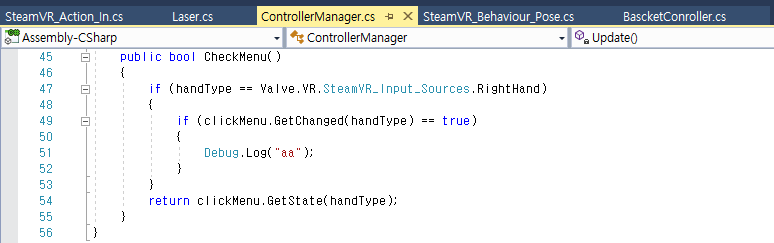 SteamVR_Action_In.cs Laser.cs ControllerManager.cs SteamVR_Behaviour_Pose.cs BascketConroller.cs
Assembly-CSharp ControllerManager Update()
45 public bool CheckMenu()
46 {
47 if (handType == Valve.VR.SteamVR_Input_Sources.RightHand)
48 {
49 if (clickMenu.GetChanged(handType) == true)
50 {
51 Debug.Log("aa");
52 }
53 }
54 return clickMenu.GetState(handType);
55 }
56 }